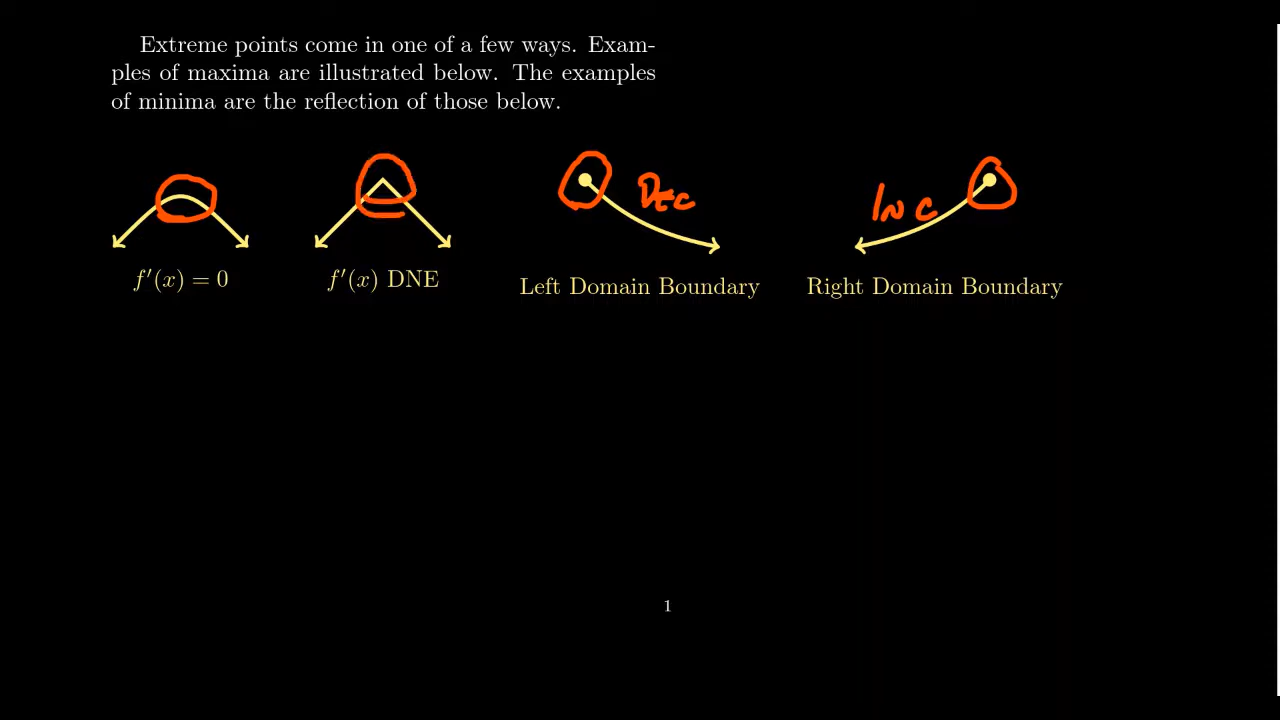 Extreme points come in one of a few ways. Exam-
ples of maxima are illustrated below. The examples
of minima are the reflection of those below.
DEC
INC
f′(x) = 0
f′(x) DNE
Left Domain Boundary
Right Domain Boundary
1